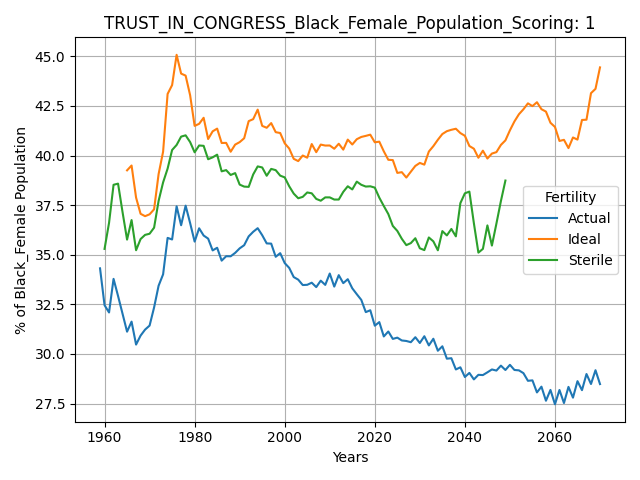 TRUST_IN_CONGRESS_Black_Female_Population_Scoring: 1
% of Black_Female Population
45.0
42.5
40.0
37.5
35.0
32.5
30.0
27.5
Fertility
Actual
Ideal
Sterile
1960
1980
2000
2020
2040
2060
Years